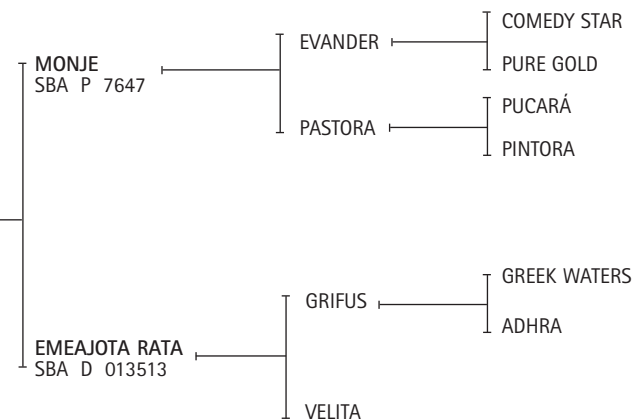 COMEDY STAR
EVANDER
MONJE
PURE GOLD
SBA P 7647
PUCARÁ
PASTORA
PINTORA
GREEK WATERS
GRIFUS
ADHRA
EMEAJOTA RATA
SBA D 013513
VELITA